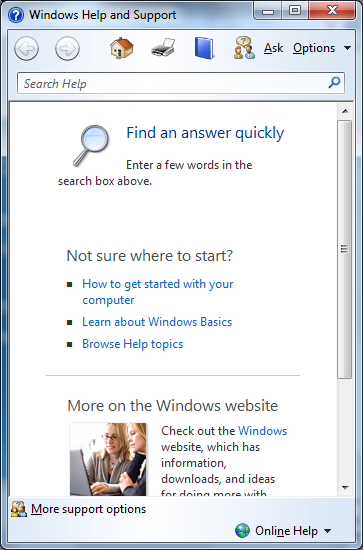 Windows Help and Support
Ask Options
Search Help
Find an answer quickly
Enter a few words in the
search box above.
Not sure where to start?
How to get started with your
computer
Learn about Windows Basics
Browse Help topics
More on the Windows website
Check out the Windows
website, which has
information,
downloads, and ideas
for doing more with
More support options
Online Help